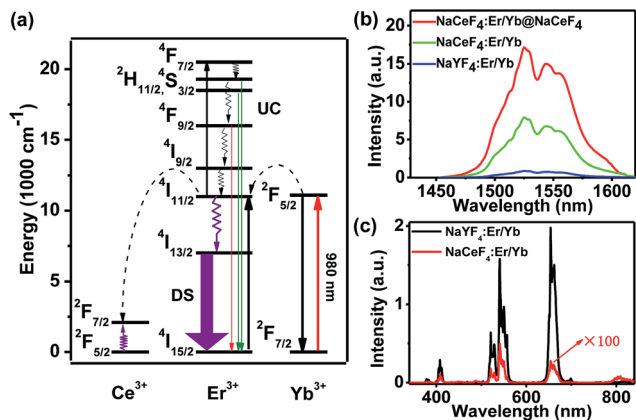 (a)
Energy (1000 cm⁻¹)
20
15
10
5
0
⁴F₇/₂
⁴S₃/₂
²H₁₁/₂,
⁴F₉/₂
⁴I₉/₂
⁴I₁₁/₂
⁴I₁₃/₂
⁴I₁₅/₂
UC
DS
²F₅/₂
²F₇/₂
980 nm
²F₇/₂
²F₅/₂
Ce³⁺
Er³⁺
Yb³⁺
(b)
Intensity (a.u.)
20
15
10
5
0
NaCeF₄:Er/Yb@NaCeF₄
NaCeF₄:Er/Yb
NaYF₄:Er/Yb
1450 1500 1550 1600
Wavelength (nm)
(c)
Intensity (a.u.)
2
1
0
NaYF₄:Er/Yb
NaCeF₄:Er/Yb
×100
400 600 800
Wavelength (nm)